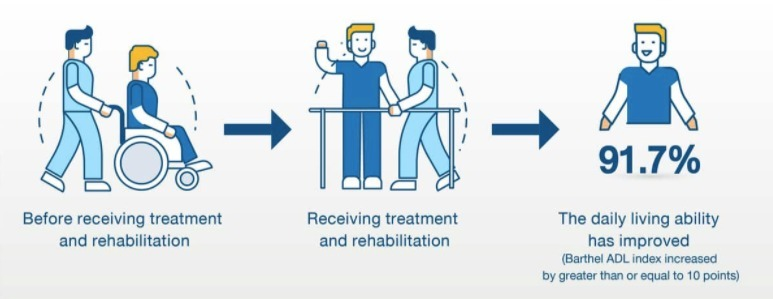 Before receiving treatment
and rehabilitation
Receiving treatment
and rehabilitation
91.7%
The daily living ability
has improved
(Barthel ADL index increased
by greater than or equal to 10 points)